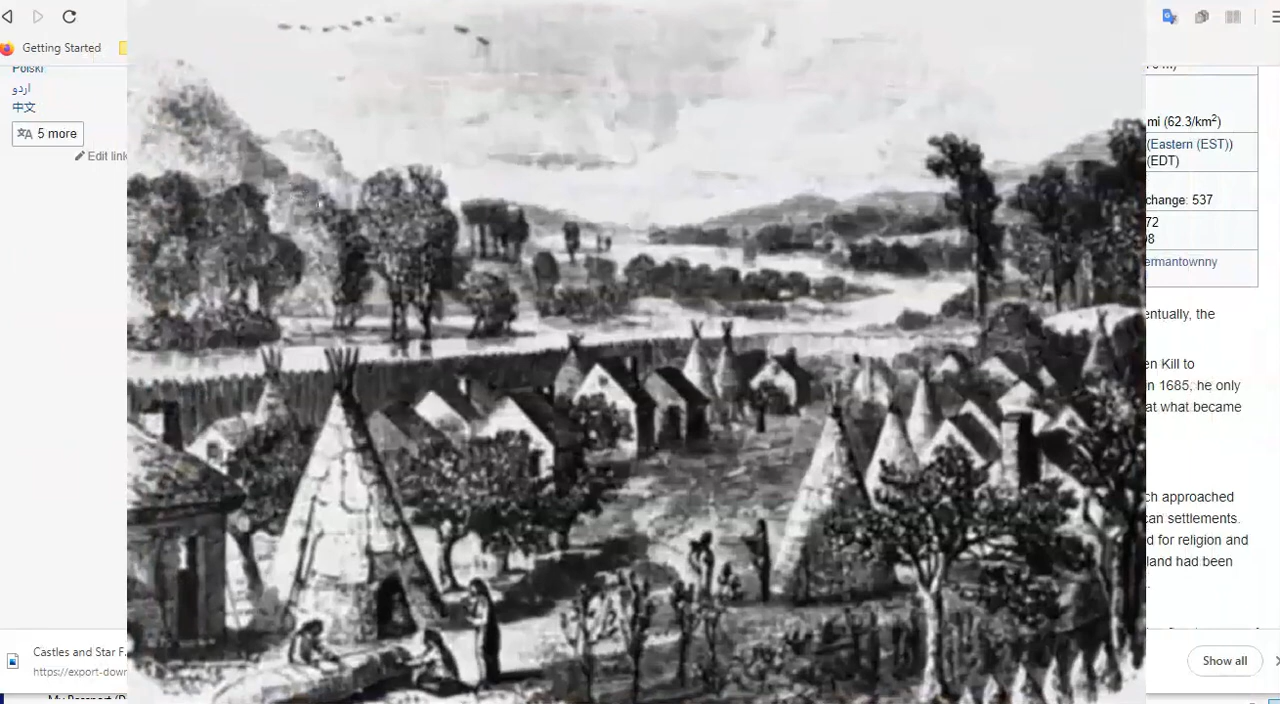 Getting Started
Polski
اردو
中文
5 more
Edit link
mi (62.3/km²)
(Eastern (EST))
(EDT)
change: 537
72
8
ermantownny
entually, the
en Kill to
n 1685, he only
at what became
ch approached
can settlements.
d for religion and
land had been
Castles and Star F
https://export-dow
Show all